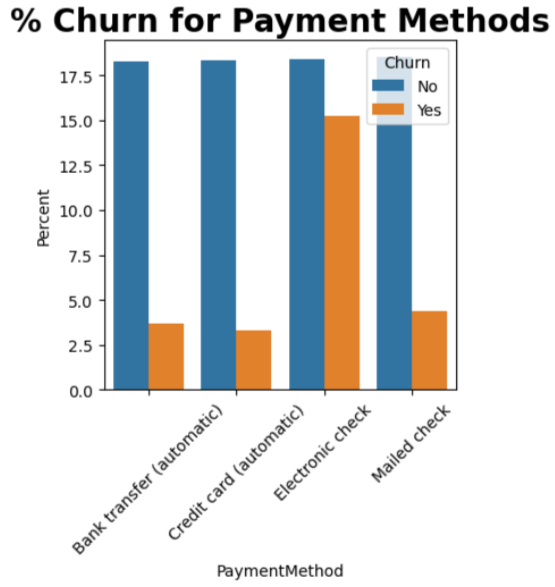 % Churn for Payment Methods
Churn
No
Yes
17.5
15.0
12.5
10.0
7.5
5.0
2.5
0.0
Percent
Bank transfer (automatic)
Credit card (automatic)
Electronic check
Mailed check
PaymentMethod